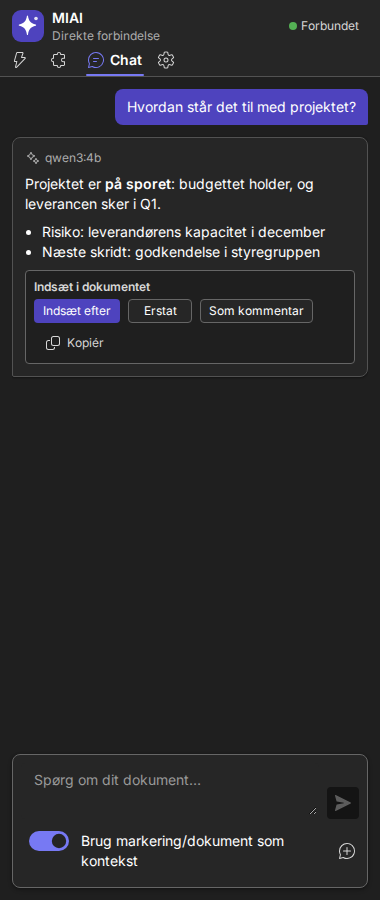 MIAI
Direkte forbindelse
Forbundet
Chat
Hvordan står det til med projektet?
qwen3:4b
Projektet er på sporet: budgettet holder, og
leverancen sker i Q1.
• Risiko: leverandørens kapacitet i december
• Næste skridt: godkendelse i styregruppen
Indsæt i dokumentet
Indsæt efter
Erstat
Som kommentar
Kopiér
Spørg om dit dokument...
Brug markering/dokument som
kontekst